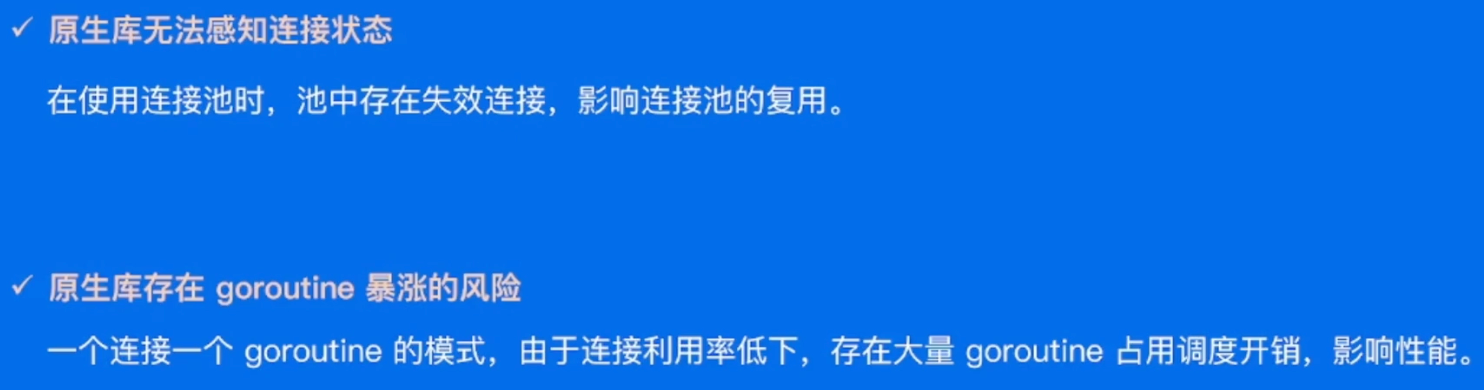 ✓ 原生库无法感知连接状态
在使用连接池时，池中存在失效连接，影响连接池的复用。
✓ 原生库存在 goroutine 暴涨的风险
一个连接一个 goroutine 的模式，由于连接利用率低下，存在大量 goroutine 占用调度开销，影响性能。